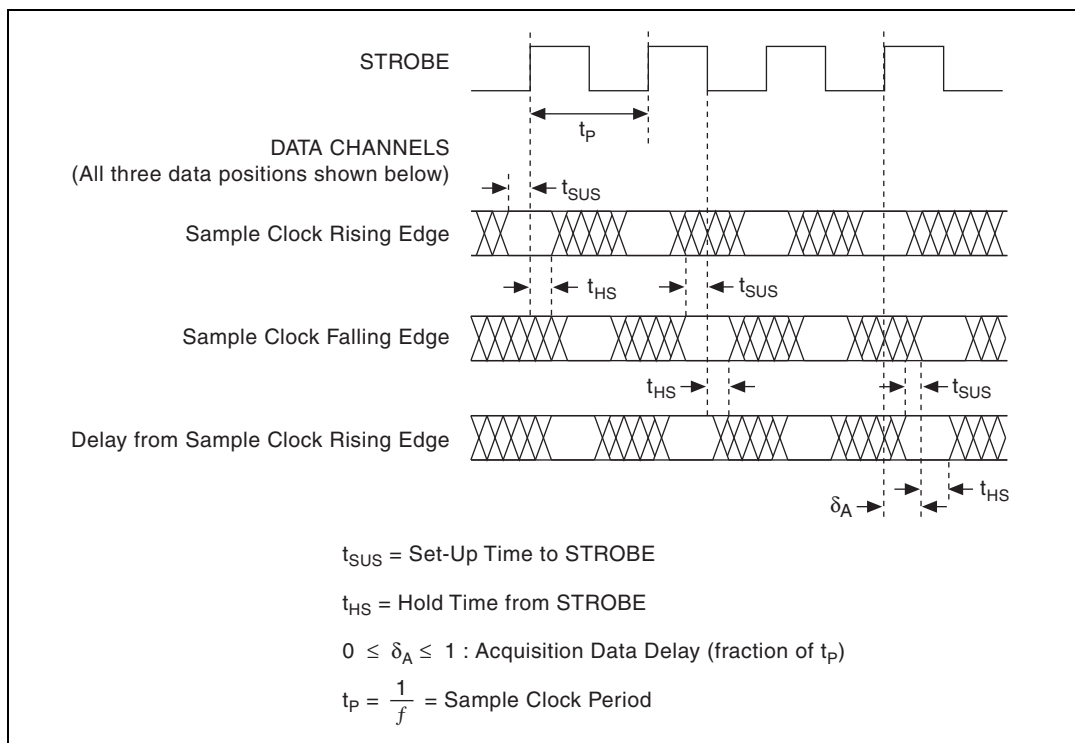 STROBE
t_P
DATA CHANNELS
(All three data positions shown below)
t_SUS
Sample Clock Rising Edge
t_HS
t_SUS
Sample Clock Falling Edge
t_HS
t_SUS
Delay from Sample Clock Rising Edge
t_HS
δ_A
t_SUS = Set-Up Time to STROBE
t_HS = Hold Time from STROBE
0 ≤ δ_A ≤ 1 : Acquisition Data Delay (fraction of t_P)
t_P = 1/f = Sample Clock Period